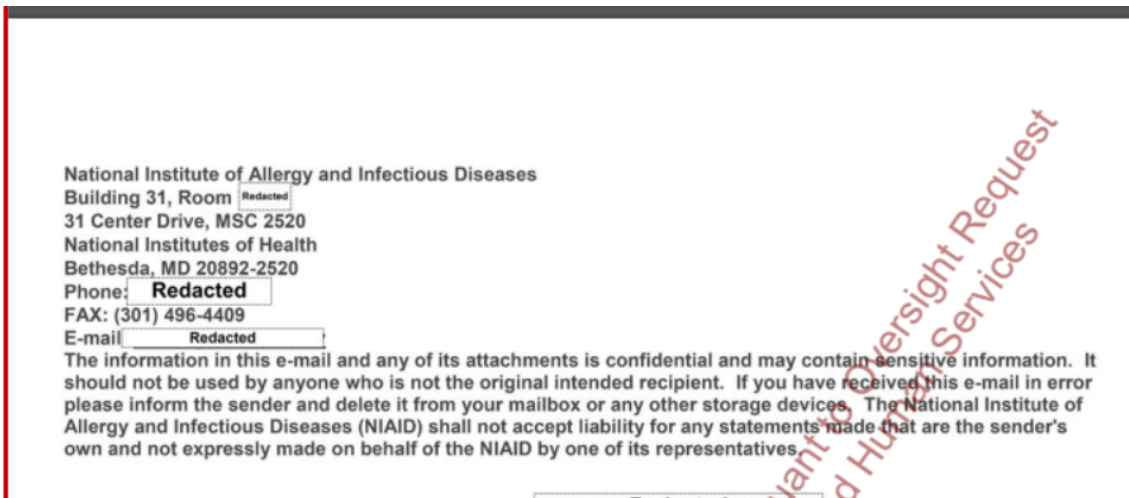 National Institute of Allergy and Infectious Diseases
Building 31, Room Redacted
31 Center Drive, MSC 2520
National Institutes of Health
Bethesda, MD 20892-2520
Phone: Redacted
FAX: (301) 496-4409
E-mail Redacted
The information in this e-mail and any of its attachments is confidential and may contain sensitive information. It
should not be used by anyone who is not the original intended recipient. If you have received this e-mail in error
please inform the sender and delete it from your mailbox or any other storage devices. The National Institute of
Allergy and Infectious Diseases (NIAID) shall not accept liability for any statements made that are the sender's
own and not expressly made on behalf of the NIAID by one of its representatives.
to Oversight Request
Human Services